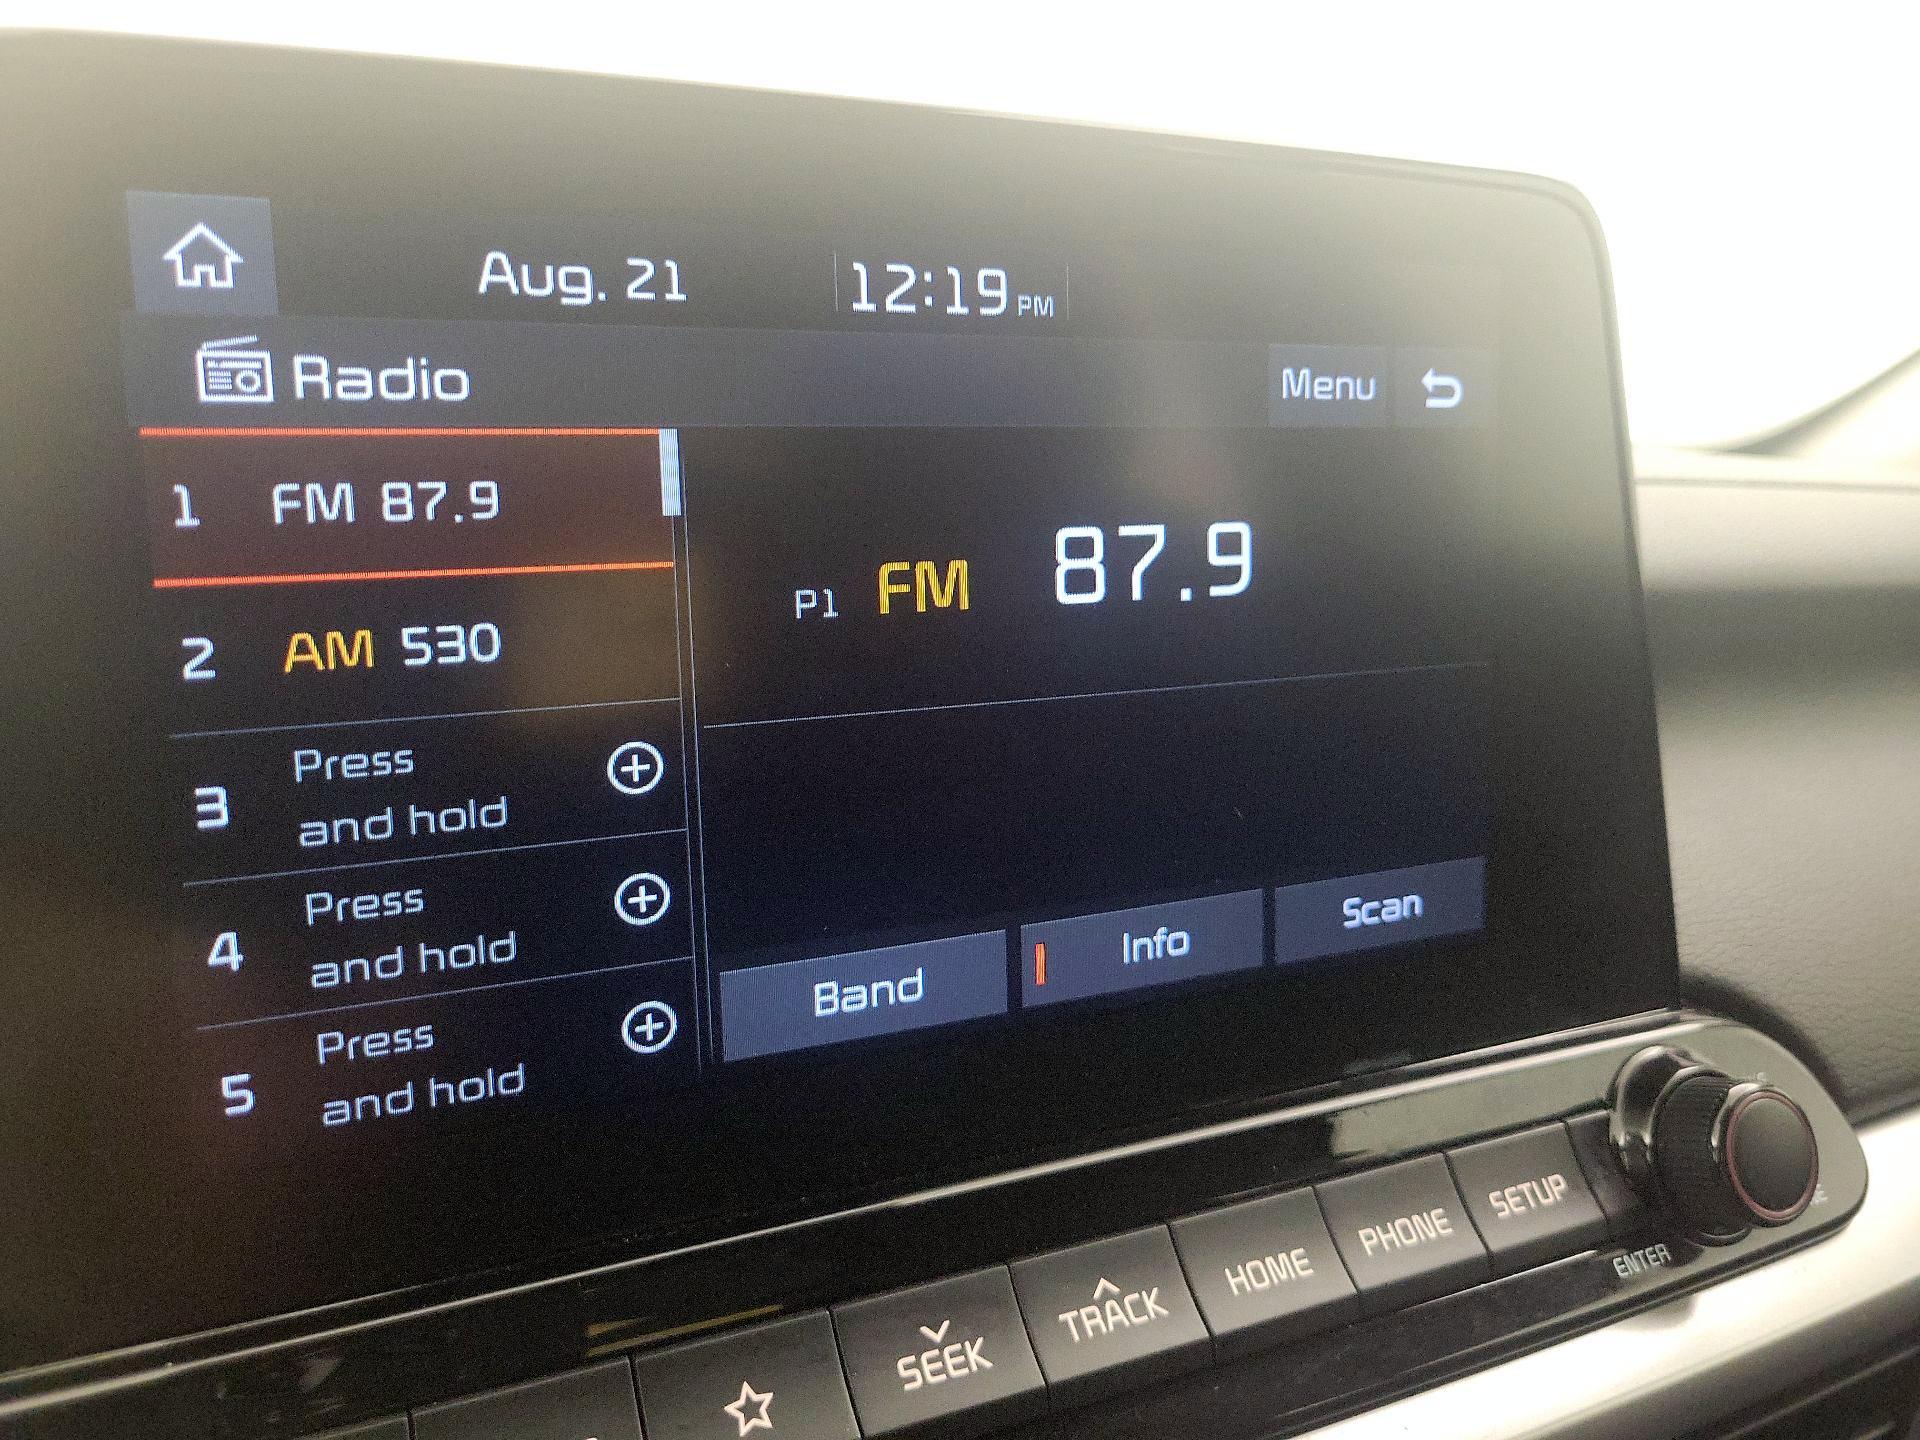 Aug. 21
12:19 PM
Radio
Menu
1 FM 87.9
P1 FM 87.9
2 AM 530
3 Press
and hold
4 Press
and hold
5 Press
and hold
Band
Info
Scan
SEEK
TRACK
HOME
PHONE
SETUP
ENTER